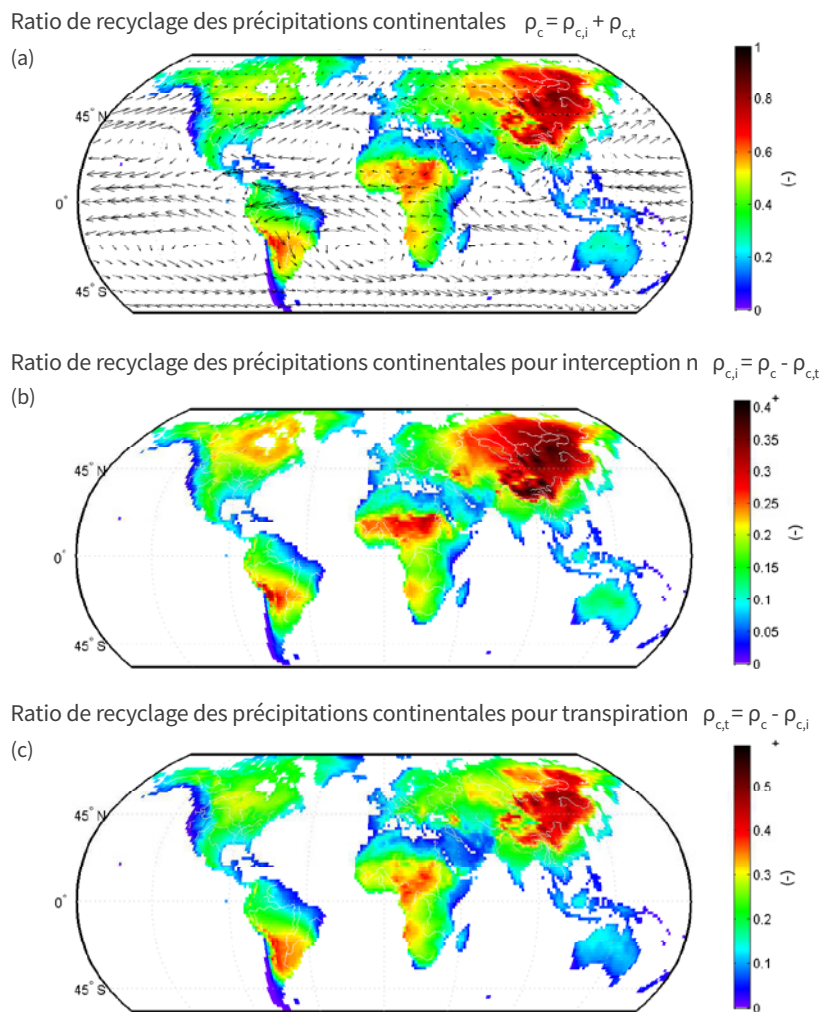 Ratio de recyclage des précipitations continentales ρc = ρc,i + ρc,t
(a)
1
0.8
45° N
0.6
0°
(-)
0.4
0.2
45° S
0
Ratio de recyclage des précipitations continentales pour interception n ρc,i = ρc - ρc,t
(b)
0.4+
0.35
45° N
0.3
0.25
0°
(-)
0.2
0.15
0.1
45° S
0.05
0
Ratio de recyclage des précipitations continentales pour transpiration ρc,t = ρc - ρc,i
(c)
+
0.5
45° N
0.4
0.3
0°
(-)
0.2
0.1
45° S
0